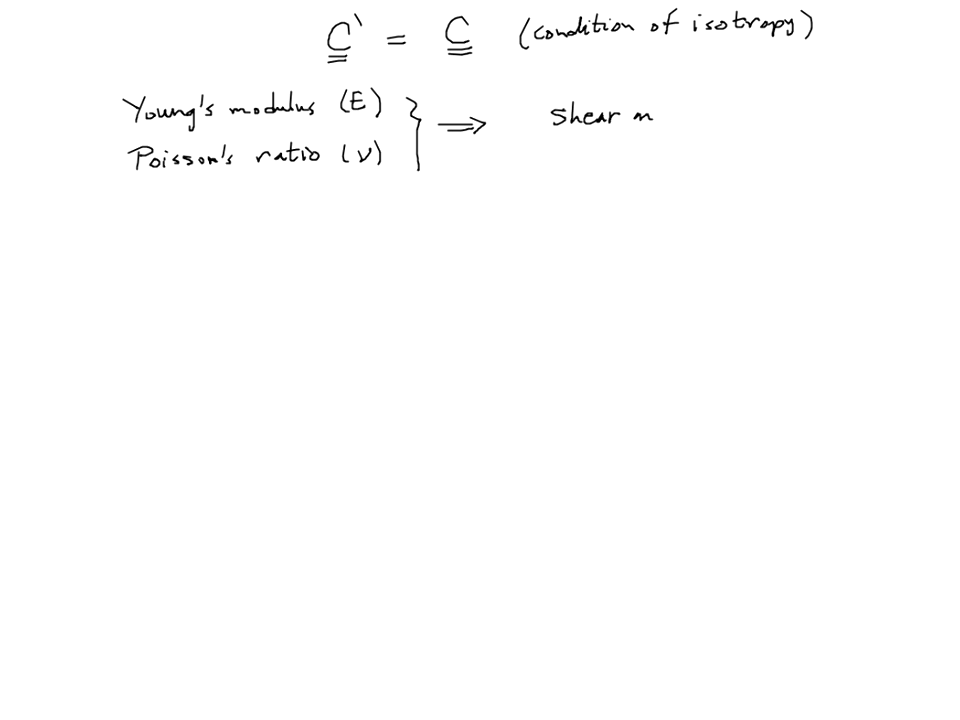 C' = C (condition of isotropy)
Young's modulus (E) } ⟹ shear m
Poisson's ratio (ν)